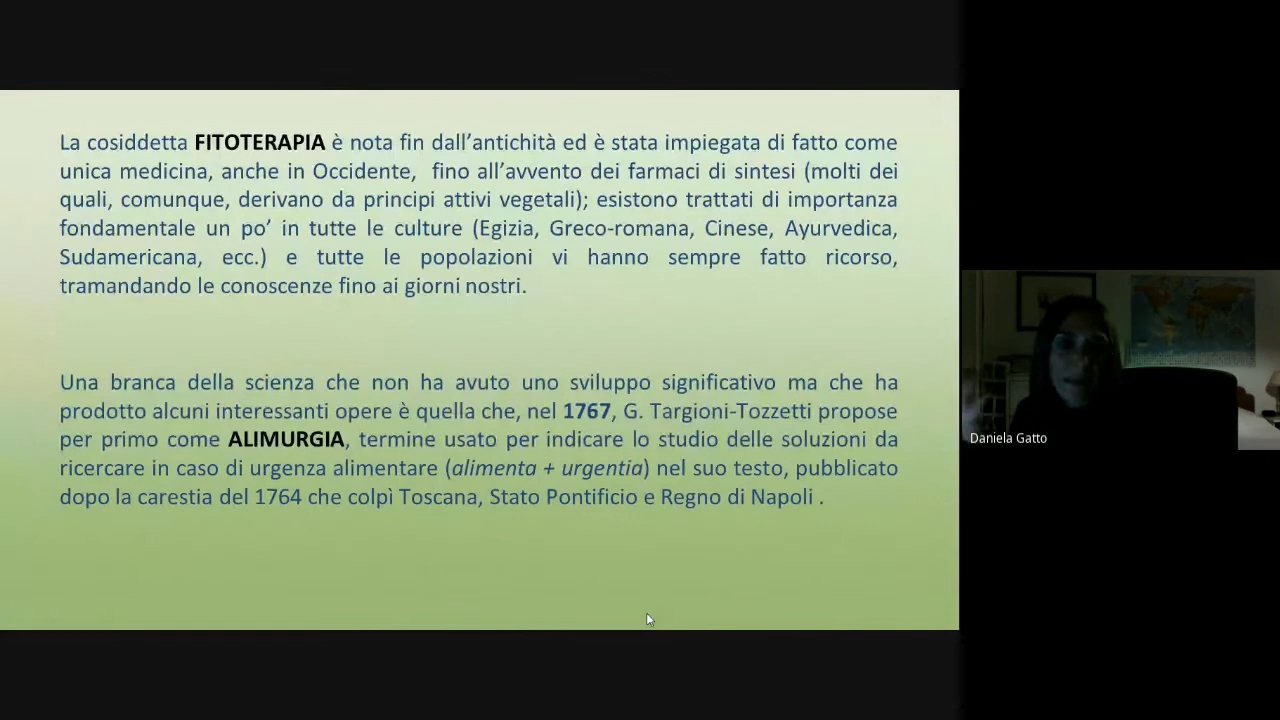 La cosiddetta FITOTERAPIA è nota fin dall’antichità ed è stata impiegata di fatto come
unica medicina, anche in Occidente, fino all’avvento dei farmaci di sintesi (molti dei
quali, comunque, derivano da principi attivi vegetali); esistono trattati di importanza
fondamentale un po’ in tutte le culture (Egizia, Greco-romana, Cinese, Ayurvedica,
Sudamericana, ecc.) e tutte le popolazioni vi hanno sempre fatto ricorso,
tramandando le conoscenze fino ai giorni nostri.
Una branca della scienza che non ha avuto uno sviluppo significativo ma che ha
prodotto alcuni interessanti opere è quella che, nel 1767, G. Targioni-Tozzetti propose
per primo come ALIMURGIA, termine usato per indicare lo studio delle soluzioni da
ricercare in caso di urgenza alimentare (alimenta + urgentia) nel suo testo, pubblicato
dopo la carestia del 1764 che colpì Toscana, Stato Pontificio e Regno di Napoli .
Daniela Gatto